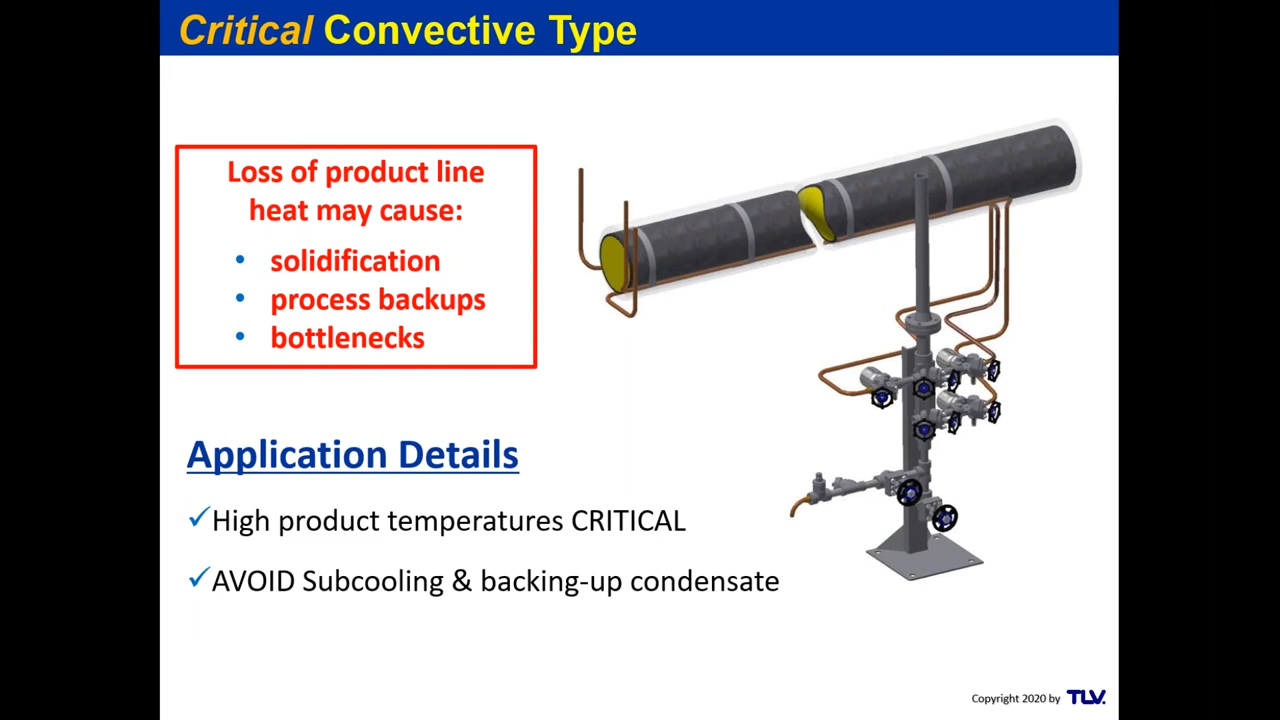 Critical Convective Type
Loss of product line
heat may cause:
• solidification
• process backups
• bottlenecks
Application Details
✓High product temperatures CRITICAL
✓AVOID Subcooling & backing-up condensate
Copyright 2020 by TLV.